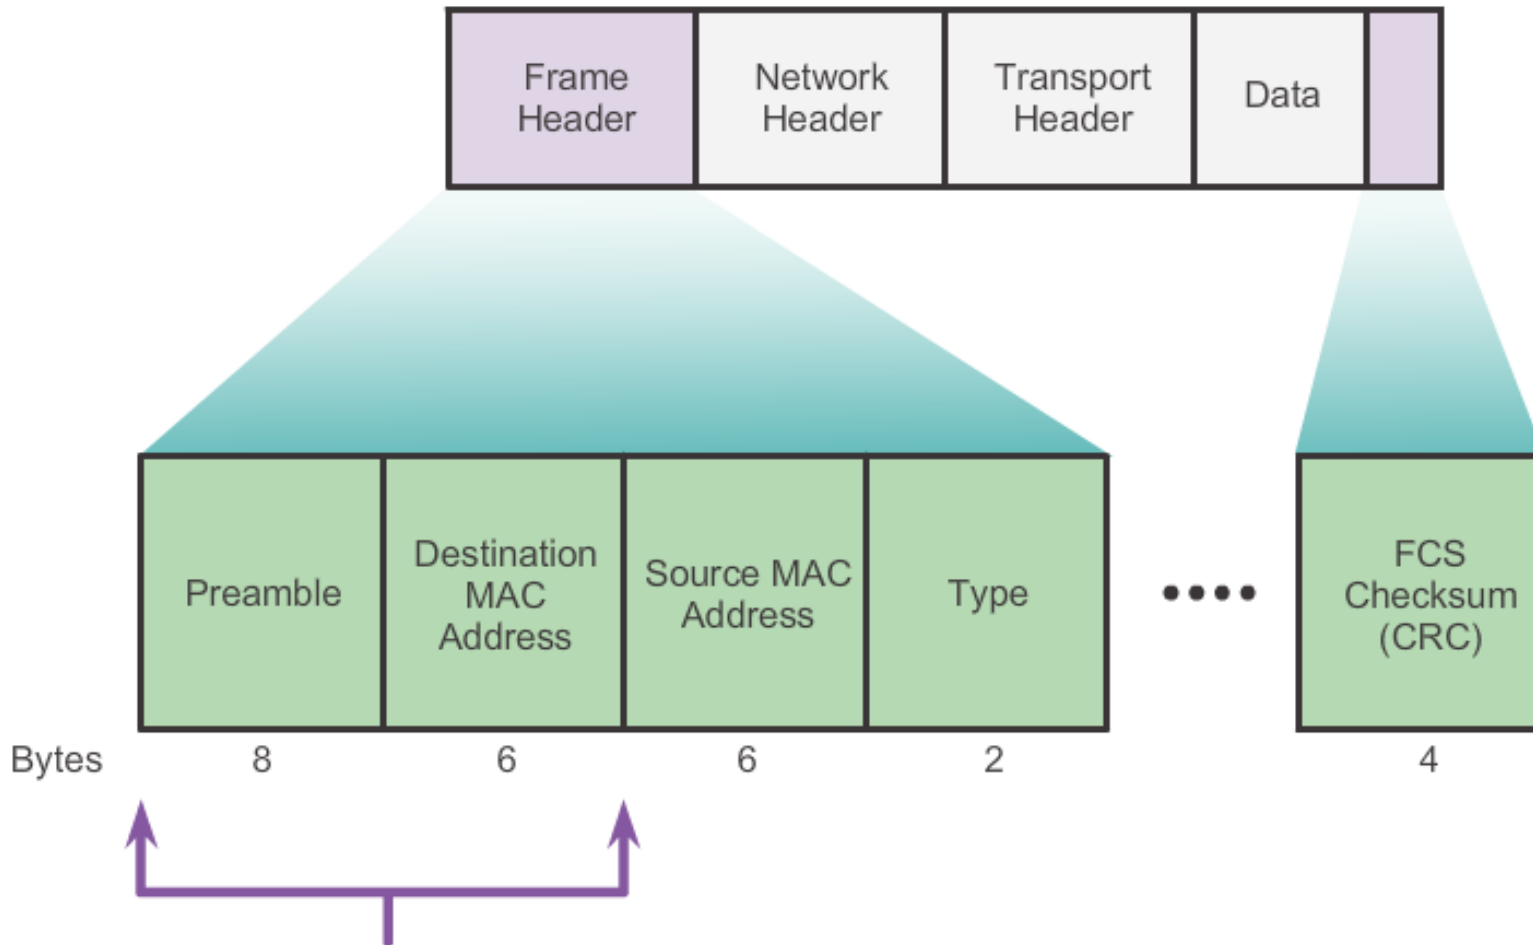 Frame
Header
Network
Header
Transport
Header
Data
Preamble
Destination
MAC
Address
Source MAC
Address
Type
FCS
Checksum
(CRC)
Bytes 8 6 6 2 4